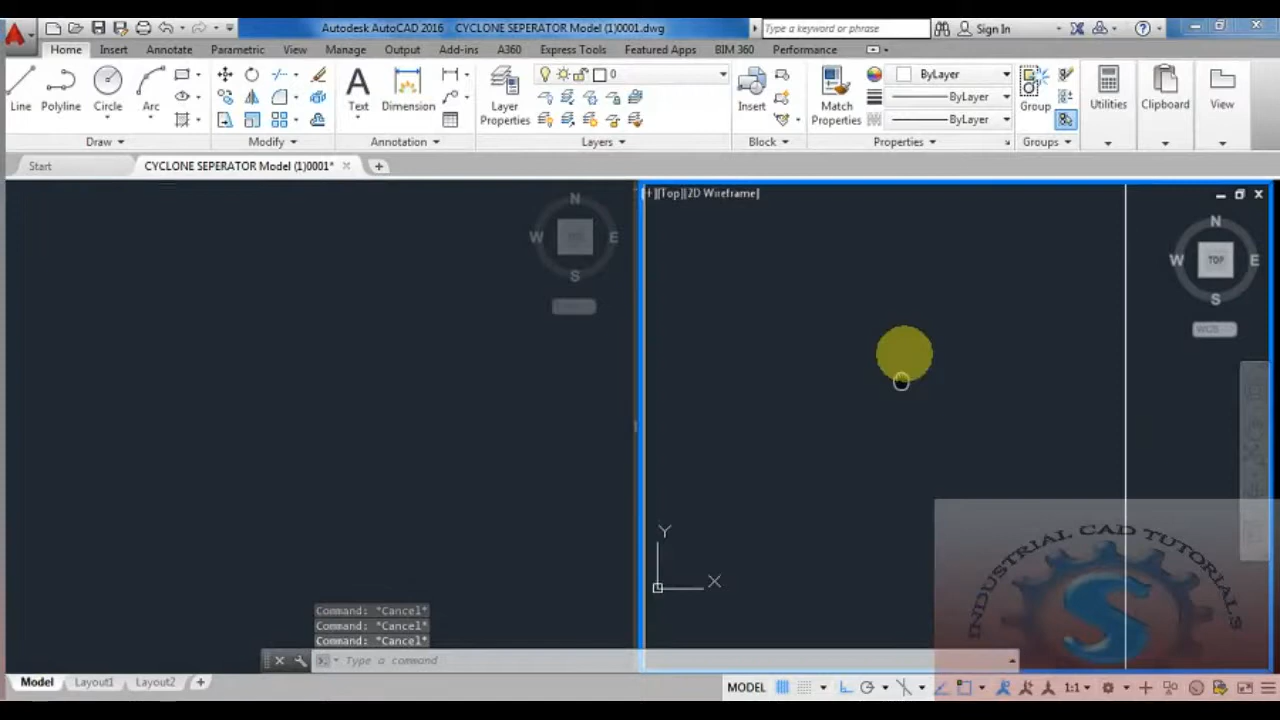 Autodesk AutoCAD 2016 CYCLONE SEPERATOR Model (1)0001.dwg
Type a keyword or phrase
Sign In
Home Insert Annotate Parametric View Manage Output Add-ins A360 Express Tools Featured Apps BIM 360 Performance
Line Polyline Circle Arc
Text Dimension
Layer Properties
0
Insert
Match Properties
ByLayer
ByLayer
ByLayer
Group Utilities Clipboard View
Draw Modify Annotation Layers Block Properties Groups
Start CYCLONE SEPERATOR Model (1)0001*
N
W E
S
[+][Top][2D Wireframe]
N
W TOP E
S
WCS
Y
X
INDUSTRIAL CAD TUTORIALS
S
Command: *Cancel*
Command: *Cancel*
Command: *Cancel*
Type a command
Model Layout1 Layout2
MODEL 1:1